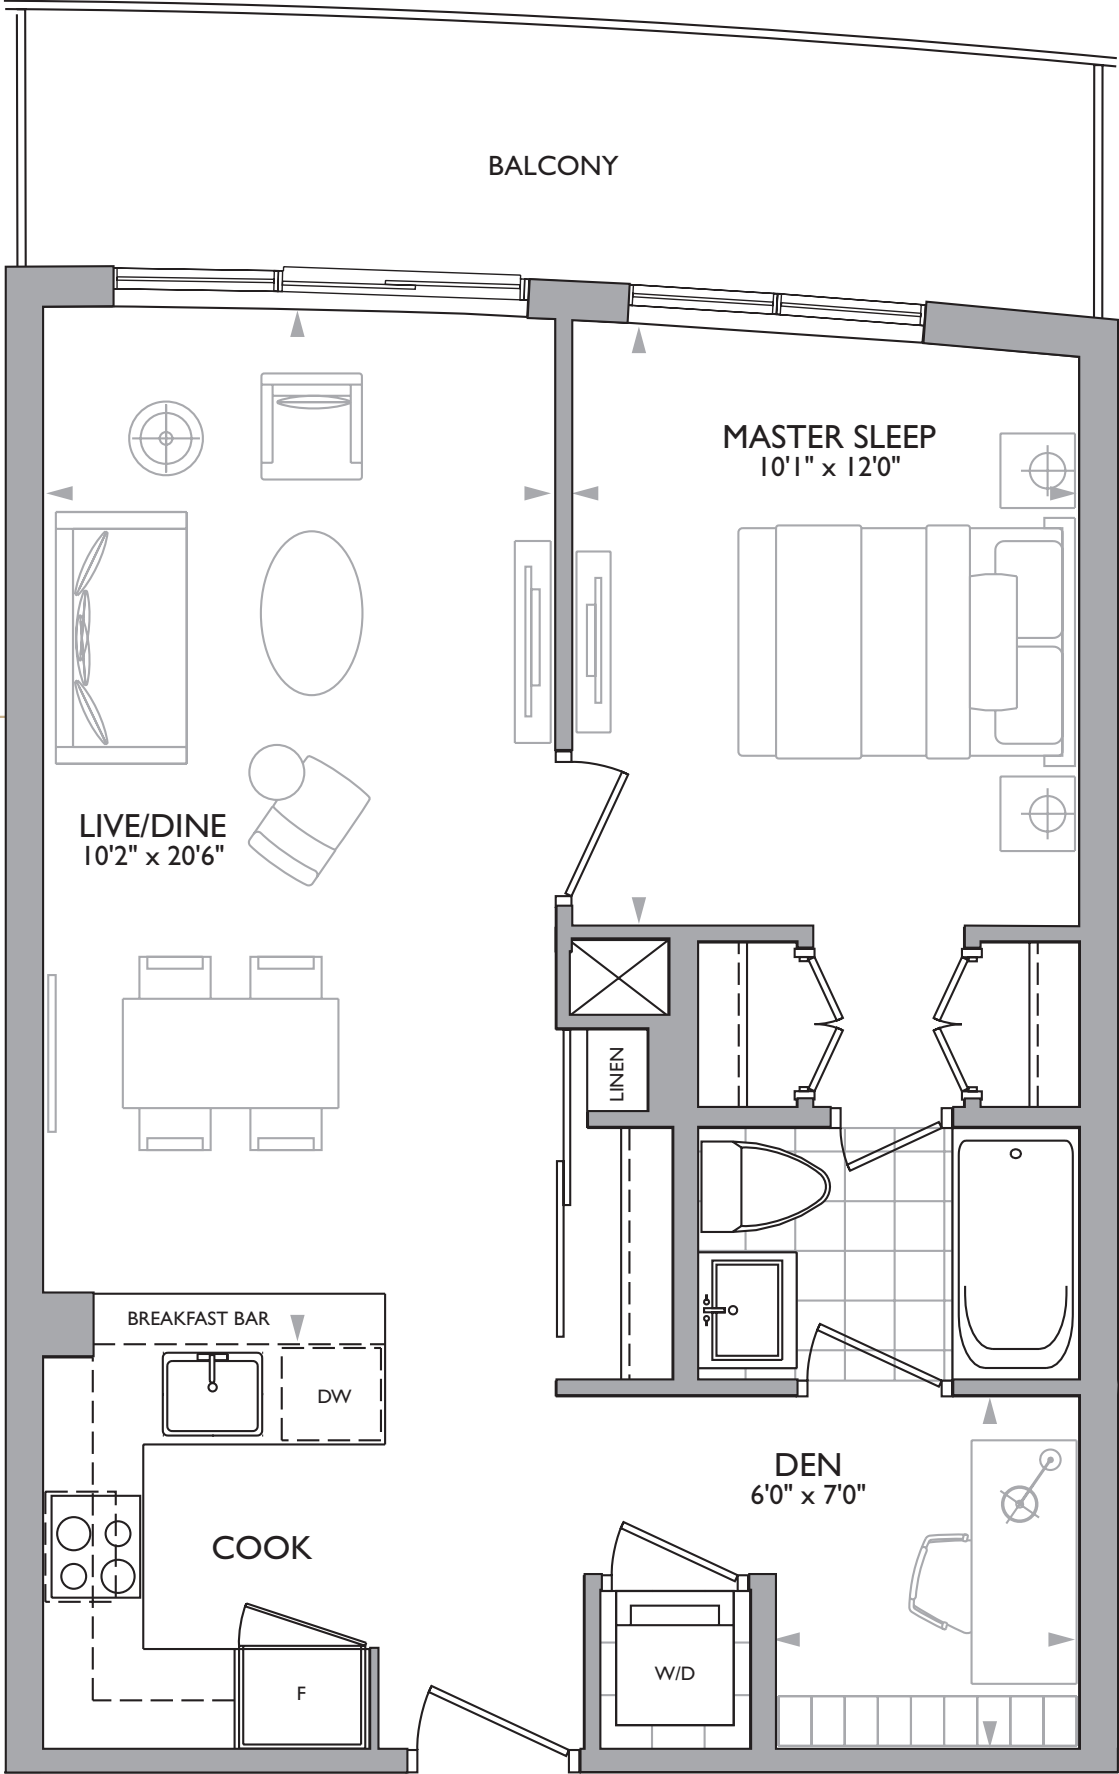 BALCONY
MASTER SLEEP
10'1" x 12'0"
LIVE/DINE
10'2" x 20'6"
LINEN
BREAKFAST BAR
DW
DEN
6'0" x 7'0"
COOK
W/D
F